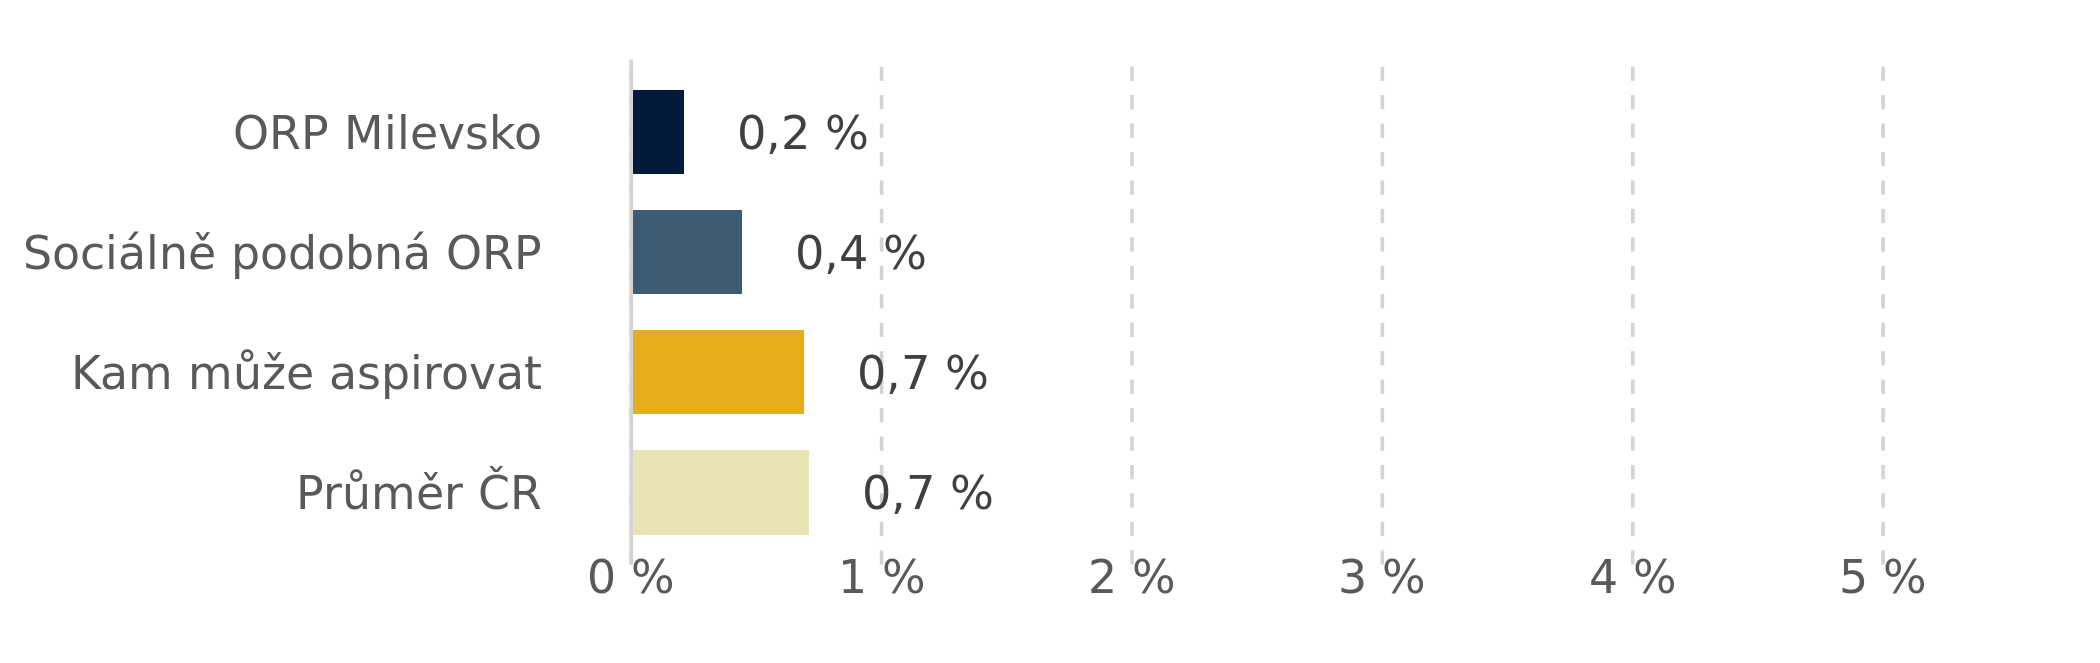 ORP Milevsko 0,2 %
Sociálně podobná ORP 0,4 %
Kam může aspirovat 0,7 %
Průměr ČR 0,7 %
0 % 1 % 2 % 3 % 4 % 5 %